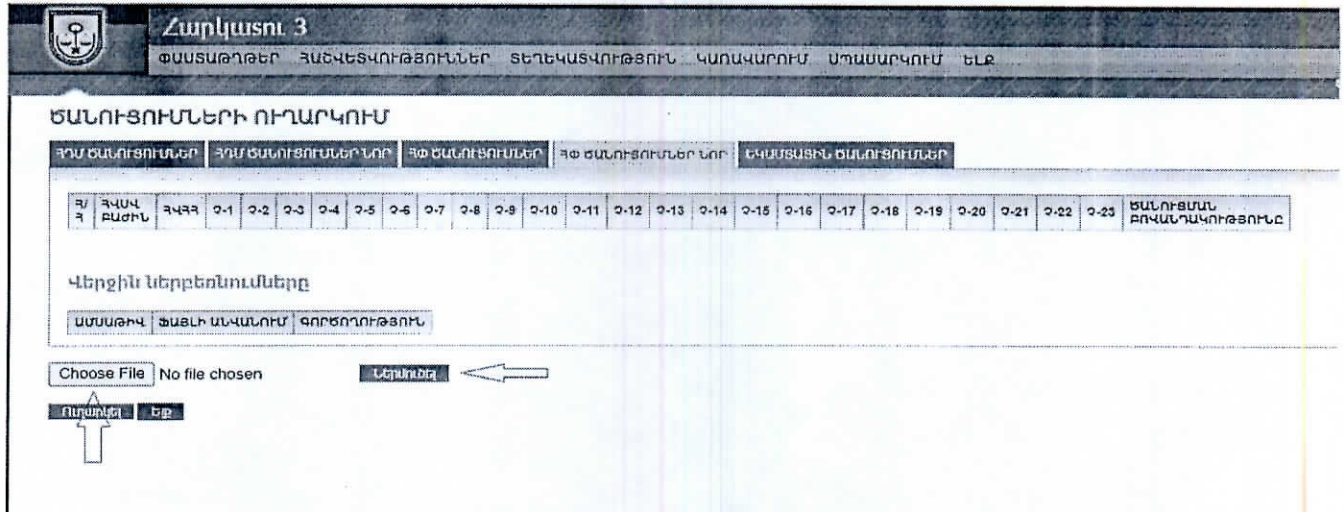 Հարկատու 3
ՓԱՍՏԱԹՂԹԵՐ ՀԱՇՎԵՏՎՈՒԹՅՈՒՆՆԵՐ ՏԵՂԵԿԱՏՎՈՒԹՅՈՒՆ ԿԱՌԱՎԱՐՈՒՄ ՍՊԱՍԱՐԿՈՒՄ ԵԼՔ
ԾԱՆՈՒՑՈՒՄՆԵՐԻ ՈՒՂԱՐԿՈՒՄ
ՀԴՄ ԾԱՆՈՒՑՈՒՄՆԵՐ ՀԴՄ ԾԱՆՈՒՑՈՒՄՆԵՐ ՆՈՐ ՀՓ ԾԱՆՈՒՑՈՒՄՆԵՐ ՀՓ ԾԱՆՈՒՑՈՒՄՆԵՐ ՆՈՐ ԵԿԱՄՏԱՅԻՆ ԾԱՆՈՒՑՈՒՄՆԵՐ
Հ/Հ ՀՎՍՎ ԲԱԺԻՆ ՀՎՀՀ Չ-1 Չ-2 Չ-3 Չ-4 Չ-5 Չ-6 Չ-7 Չ-8 Չ-9 Չ-10 Չ-11 Չ-12 Չ-13 Չ-14 Չ-15 Չ-16 Չ-17 Չ-18 Չ-19 Չ-20 Չ-21 Չ-22 Չ-23 ԾԱՆՈՒՑՄԱՆ ԲՈՎԱՆԴԱԿՈՒԹՅՈՒՆԸ
Վերջին ներբեռնումները
ԱՄՍԱԹԻՎ ՖԱՅԼԻ ԱՆՎԱՆՈՒՄ ԳՈՐԾՈՂՈՒԹՅՈՒՆ
Choose File No file chosen Ներմուծել
Ուղարկել Ելք